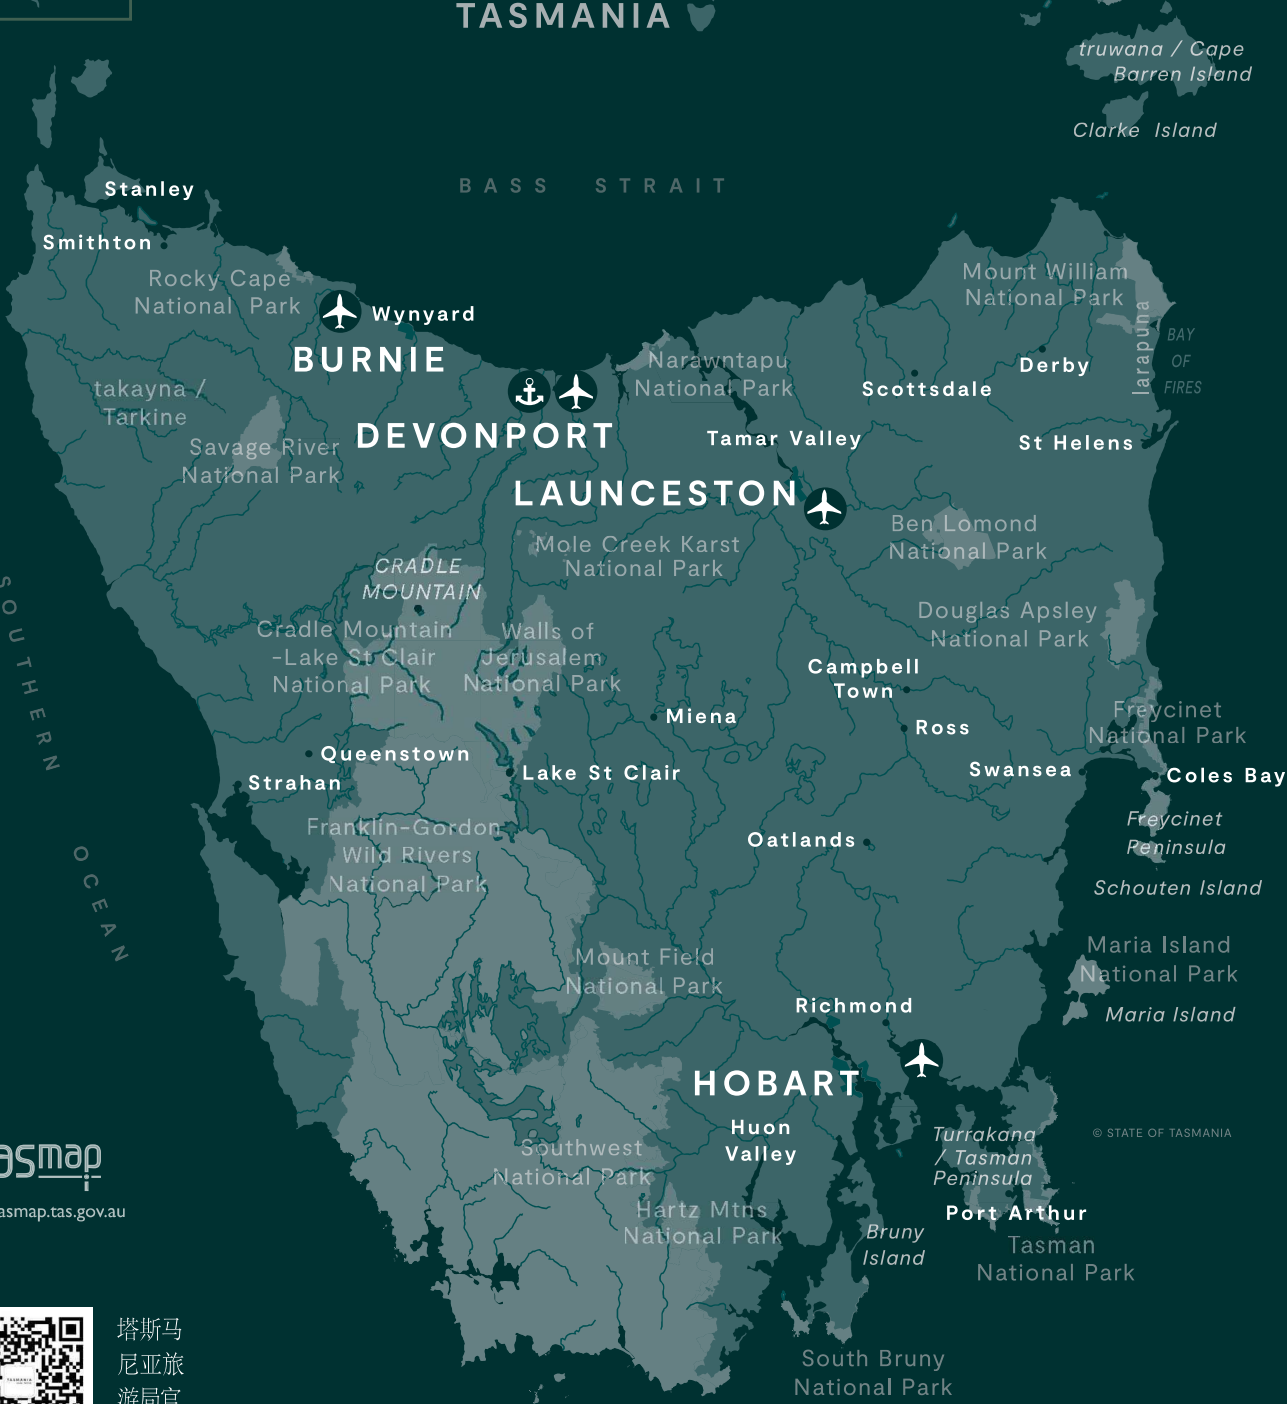 TASMANIA
truwana / Cape
Barren Island
Clarke Island
BASS STRAIT
Stanley
Smithton
Rocky Cape
National Park
Wynyard
BURNIE
takayna /
Tarkine
Savage River
National Park
DEVONPORT
Narawntapu
National Park
Mount William
National Park
larapuna
BAY
OF
FIRES
Derby
Scottsdale
Tamar Valley
St Helens
LAUNCESTON
Ben Lomond
National Park
Mole Creek Karst
National Park
CRADLE
MOUNTAIN
Cradle Mountain
-Lake St Clair
National Park
Walls of
Jerusalem
National Park
Douglas Apsley
National Park
Campbell
Town
Miena
Ross
Freycinet
National Park
SOUTHERN
OCEAN
Queenstown
Strahan
Lake St Clair
Swansea
Coles Bay
Franklin-Gordon
Wild Rivers
National Park
Oatlands
Freycinet
Peninsula
Schouten Island
Mount Field
National Park
Maria Island
National Park
Maria Island
Richmond
HOBART
Huon
Valley
Turrakana
/ Tasman
Peninsula
© STATE OF TASMANIA
Southwest
National Park
Port Arthur
Tasman
National Park
Hartz Mtns
National Park
Bruny
Island
South Bruny
National Park
asmap
asmap.tas.gov.au
TASMANIA
塔斯马
尼亚旅
游局官